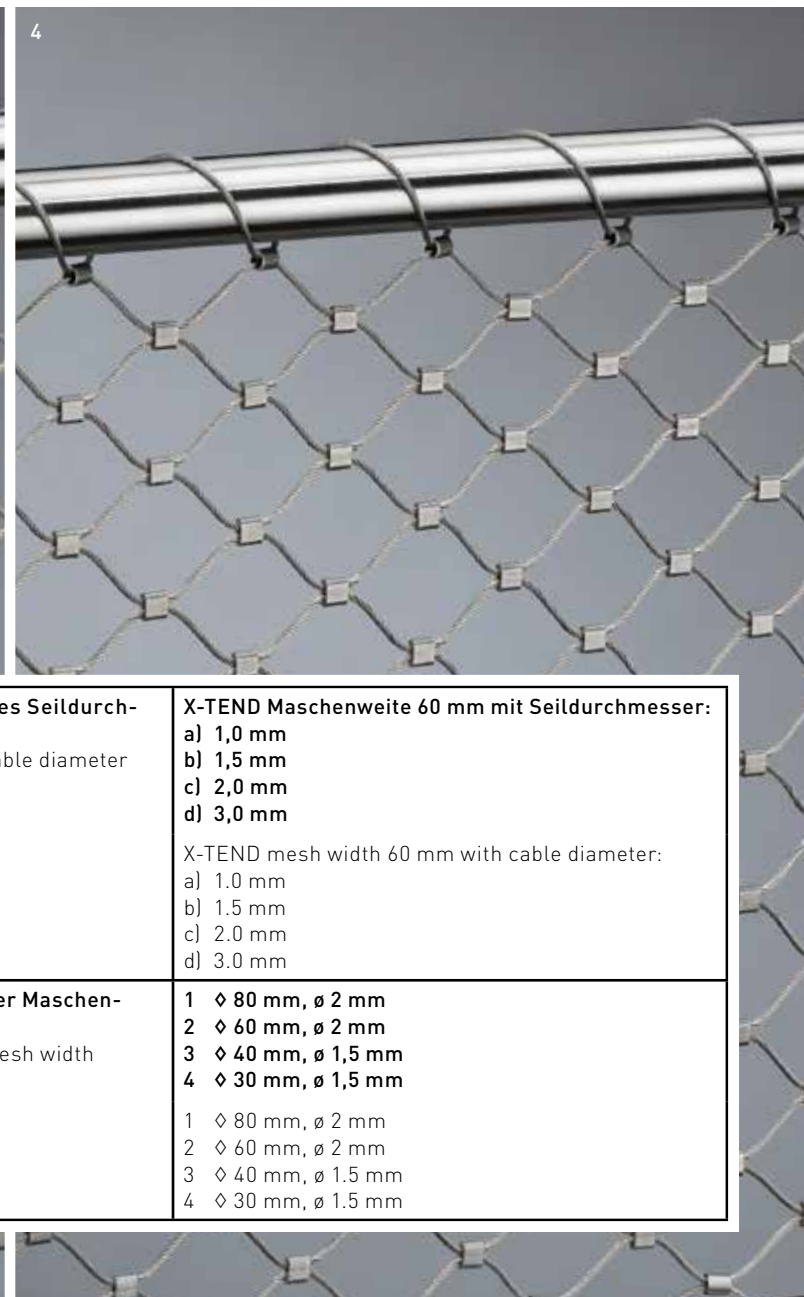 4
es Seildurch-
able diameter
X-TEND Maschenweite 60 mm mit Seildurchmesser:
a) 1,0 mm
b) 1,5 mm
c) 2,0 mm
d) 3,0 mm
X-TEND mesh width 60 mm with cable diameter:
a) 1.0 mm
b) 1.5 mm
c) 2.0 mm
d) 3.0 mm
er Maschen-
esh width
1 ◊ 80 mm, ø 2 mm
2 ◊ 60 mm, ø 2 mm
3 ◊ 40 mm, ø 1,5 mm
4 ◊ 30 mm, ø 1,5 mm
1 ◊ 80 mm, ø 2 mm
2 ◊ 60 mm, ø 2 mm
3 ◊ 40 mm, ø 1.5 mm
4 ◊ 30 mm, ø 1.5 mm